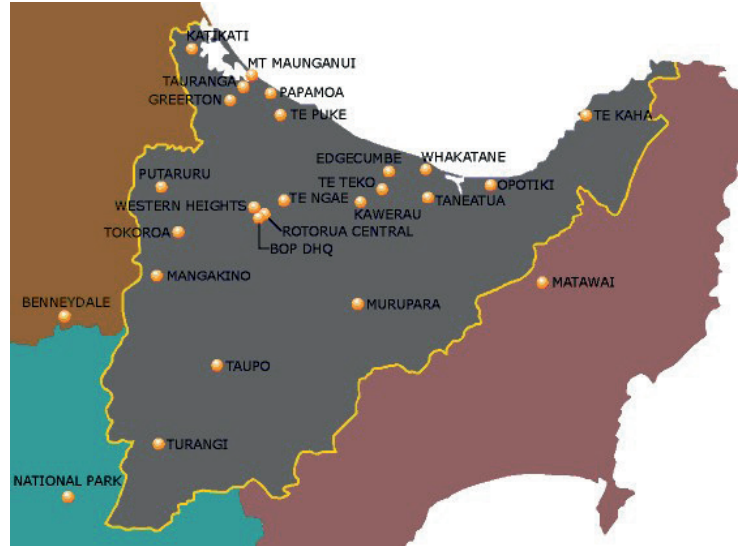 KATIKATI
MT MAUNGANUI
TAURANGA
PAPAMOA
GREERTON
TE PUKE
TE KAHA
EDGECUMBE
WHAKATANE
PUTARURU
TE TEKO
OPOTIKI
TE NGAE
TANEATUA
WESTERN HEIGHTS
KAWERAU
TOKOROA
ROTORUA CENTRAL
BOP DHQ
MANGAKINO
MATAWAI
BENNEYDALE
MURUPARA
TAUPO
TURANGI
NATIONAL PARK